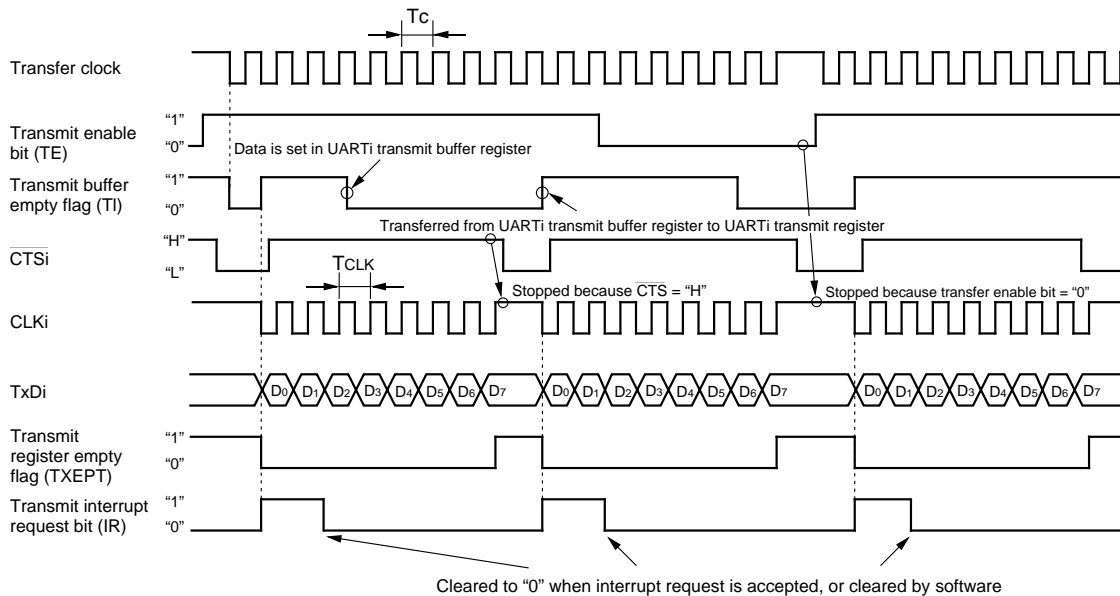 Tc
Transfer clock
Transmit enable
bit (TE)
“1”
“0”
Data is set in UARTi transmit buffer register
Transmit buffer
empty flag (TI)
“1”
“0”
Transferred from UARTi transmit buffer register to UARTi transmit register
CTSi
“H”
“L”
TCLK
Stopped because CTS = “H”
Stopped because transfer enable bit = “0”
CLKi
TxDi
D0 D1 D2 D3 D4 D5 D6 D7 D0 D1 D2 D3 D4 D5 D6 D7 D0 D1 D2 D3 D4 D5 D6 D7
Transmit
register empty
flag (TXEPT)
“1”
“0”
Transmit interrupt
request bit (IR)
“1”
“0”
Cleared to “0” when interrupt request is accepted, or cleared by software